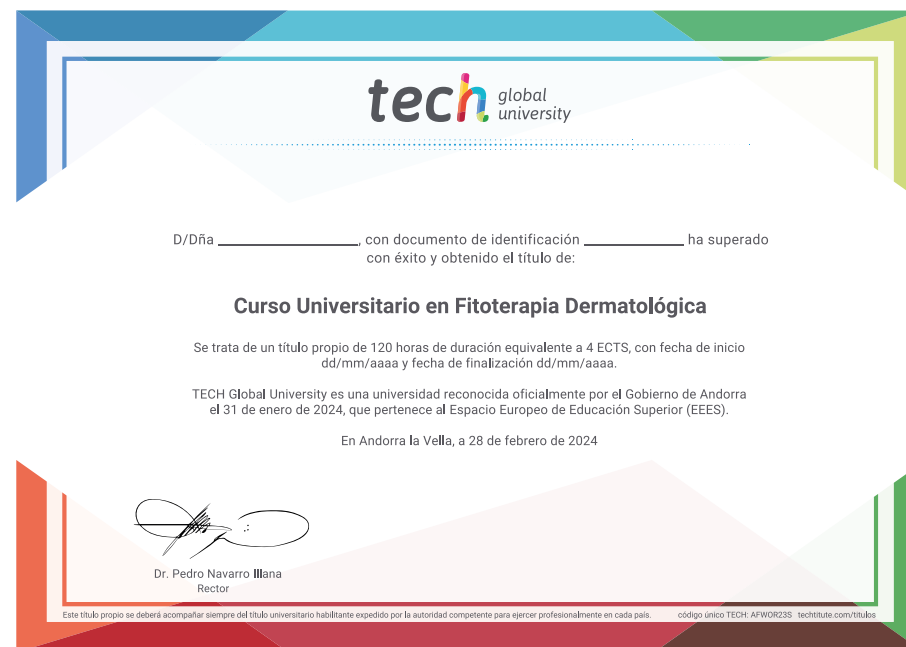 tech global university
D/Dña ____________________, con documento de identificación ______________ ha superado
con éxito y obtenido el título de:
Curso Universitario en Fitoterapia Dermatológica
Se trata de un título propio de 120 horas de duración equivalente a 4 ECTS, con fecha de inicio
dd/mm/aaaa y fecha de finalización dd/mm/aaaa.
TECH Global University es una universidad reconocida oficialmente por el Gobierno de Andorra
el 31 de enero de 2024, que pertenece al Espacio Europeo de Educación Superior (EEES).
En Andorra la Vella, a 28 de febrero de 2024
Dr. Pedro Navarro Illana
Rector
Este título propio se deberá acompañar siempre del título universitario habilitante expedido por la autoridad competente para ejercer profesionalmente en cada país. código único TECH: AFWOR23S techtitute.com/titulos